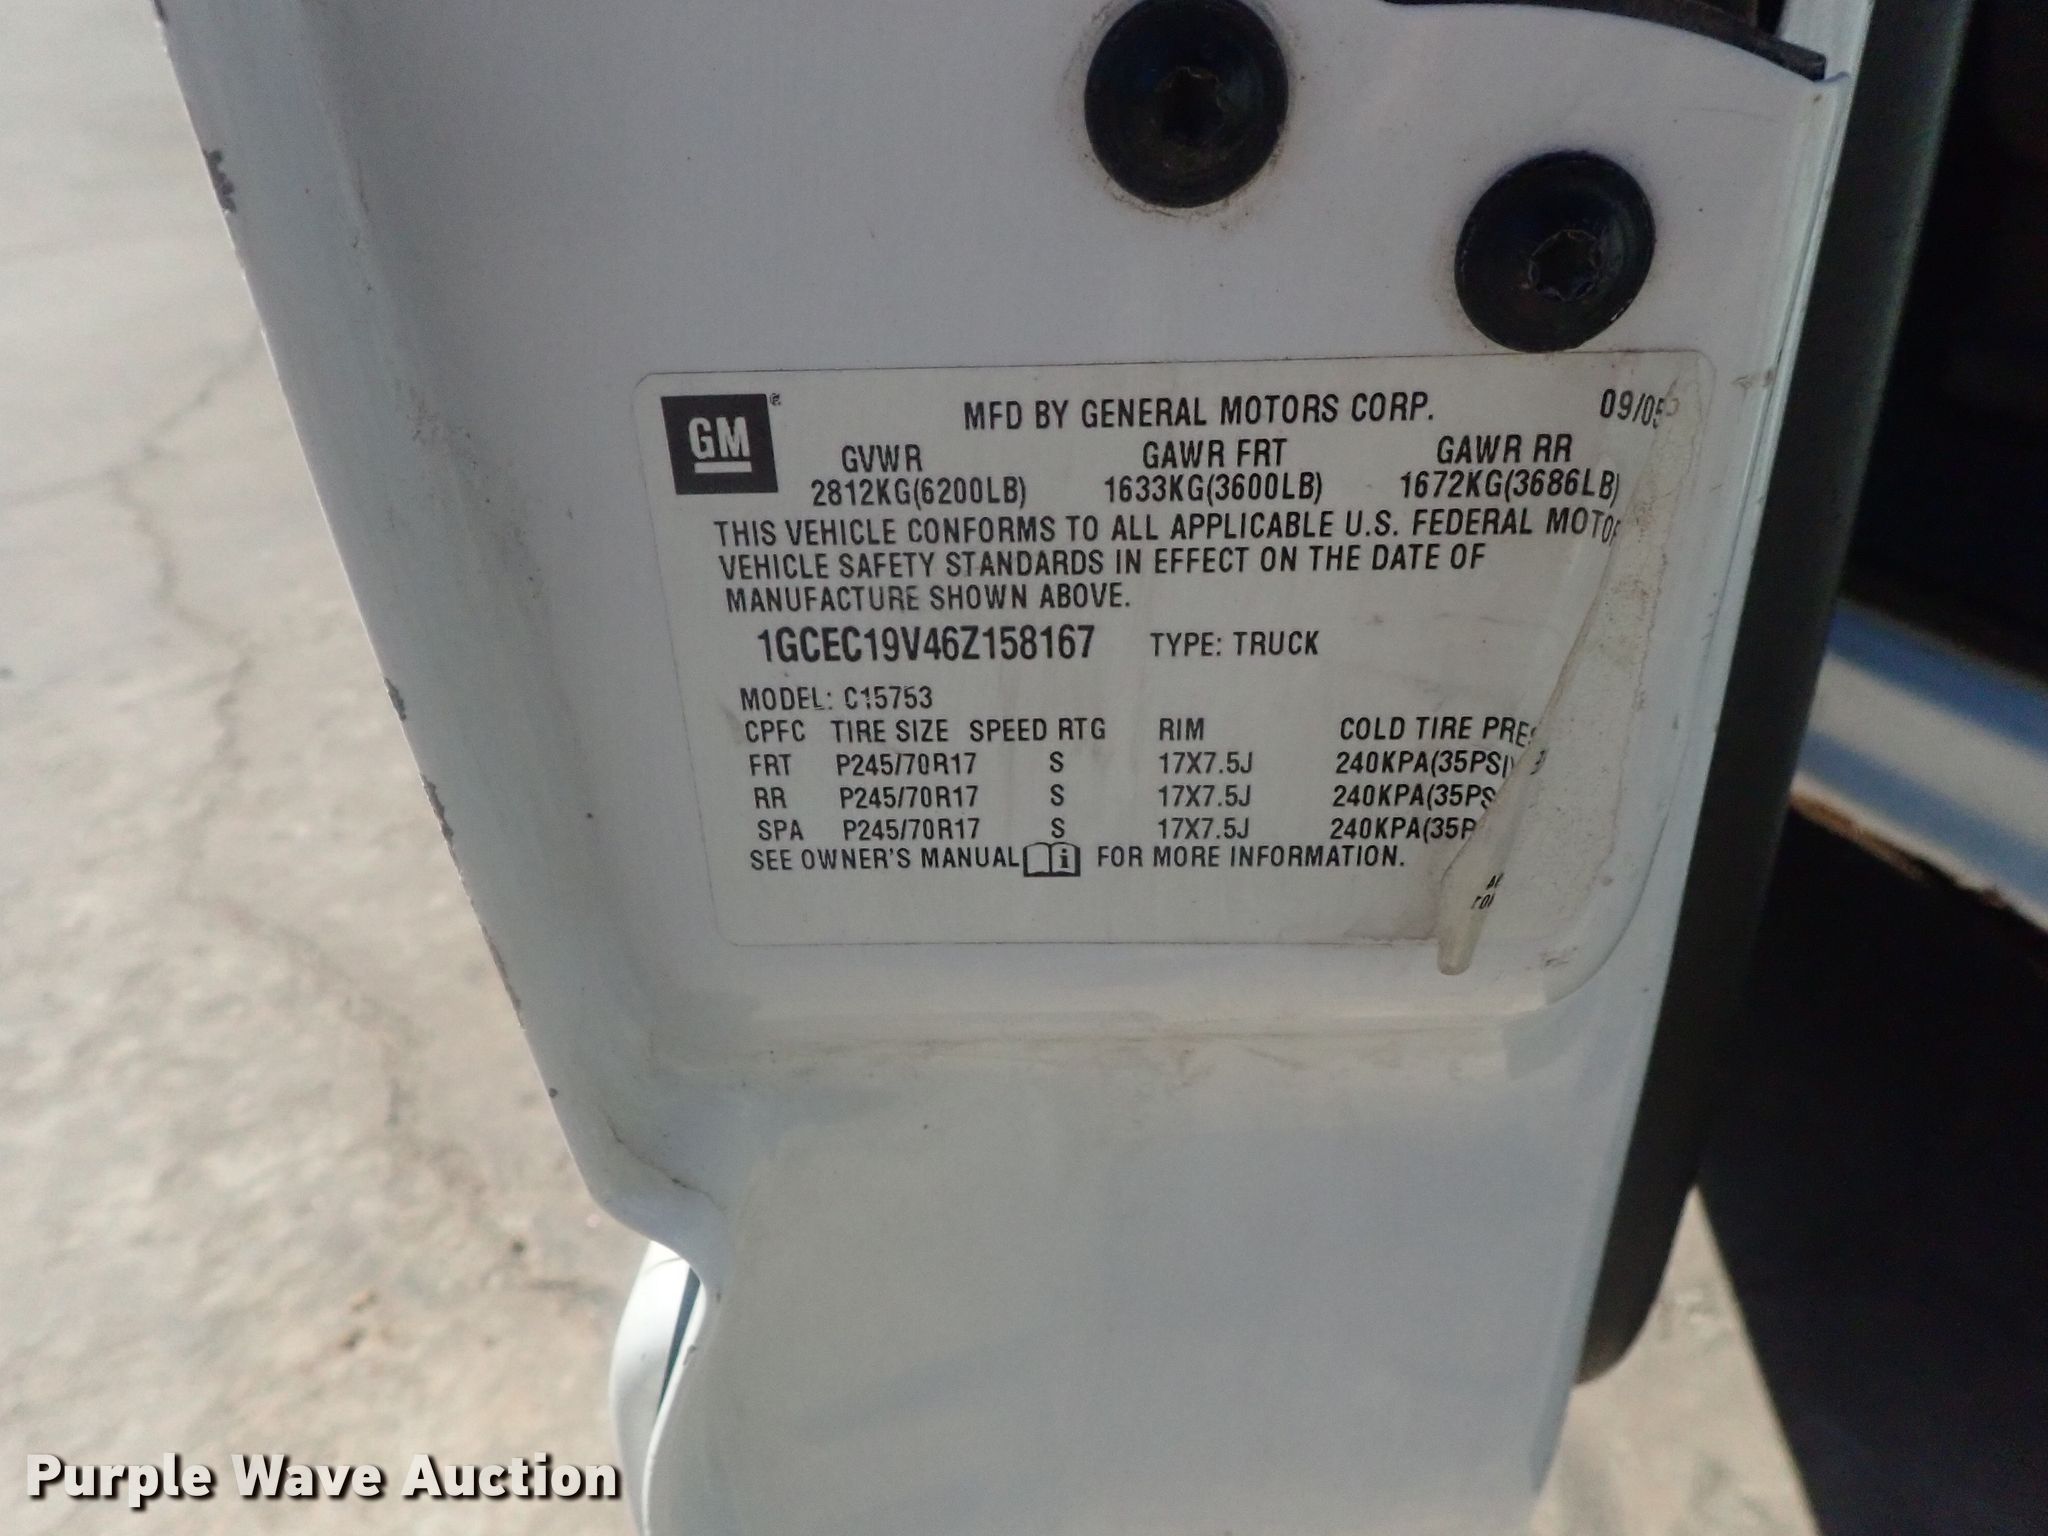 GM
MFD BY GENERAL MOTORS CORP. 09/05
GVWR GAWR FRT GAWR RR
2812KG(6200LB) 1633KG(3600LB) 1672KG(3686LB)
THIS VEHICLE CONFORMS TO ALL APPLICABLE U.S. FEDERAL MOTOR
VEHICLE SAFETY STANDARDS IN EFFECT ON THE DATE OF
MANUFACTURE SHOWN ABOVE.
1GCEC19V46Z158167 TYPE: TRUCK
MODEL: C15753
CPFC TIRE SIZE SPEED RTG RIM COLD TIRE PRES
FRT P245/70R17 S 17X7.5J 240KPA(35PSI)
RR P245/70R17 S 17X7.5J 240KPA(35PS
SPA P245/70R17 S 17X7.5J 240KPA(35P
SEE OWNER'S MANUAL FOR MORE INFORMATION.
Purple Wave Auction